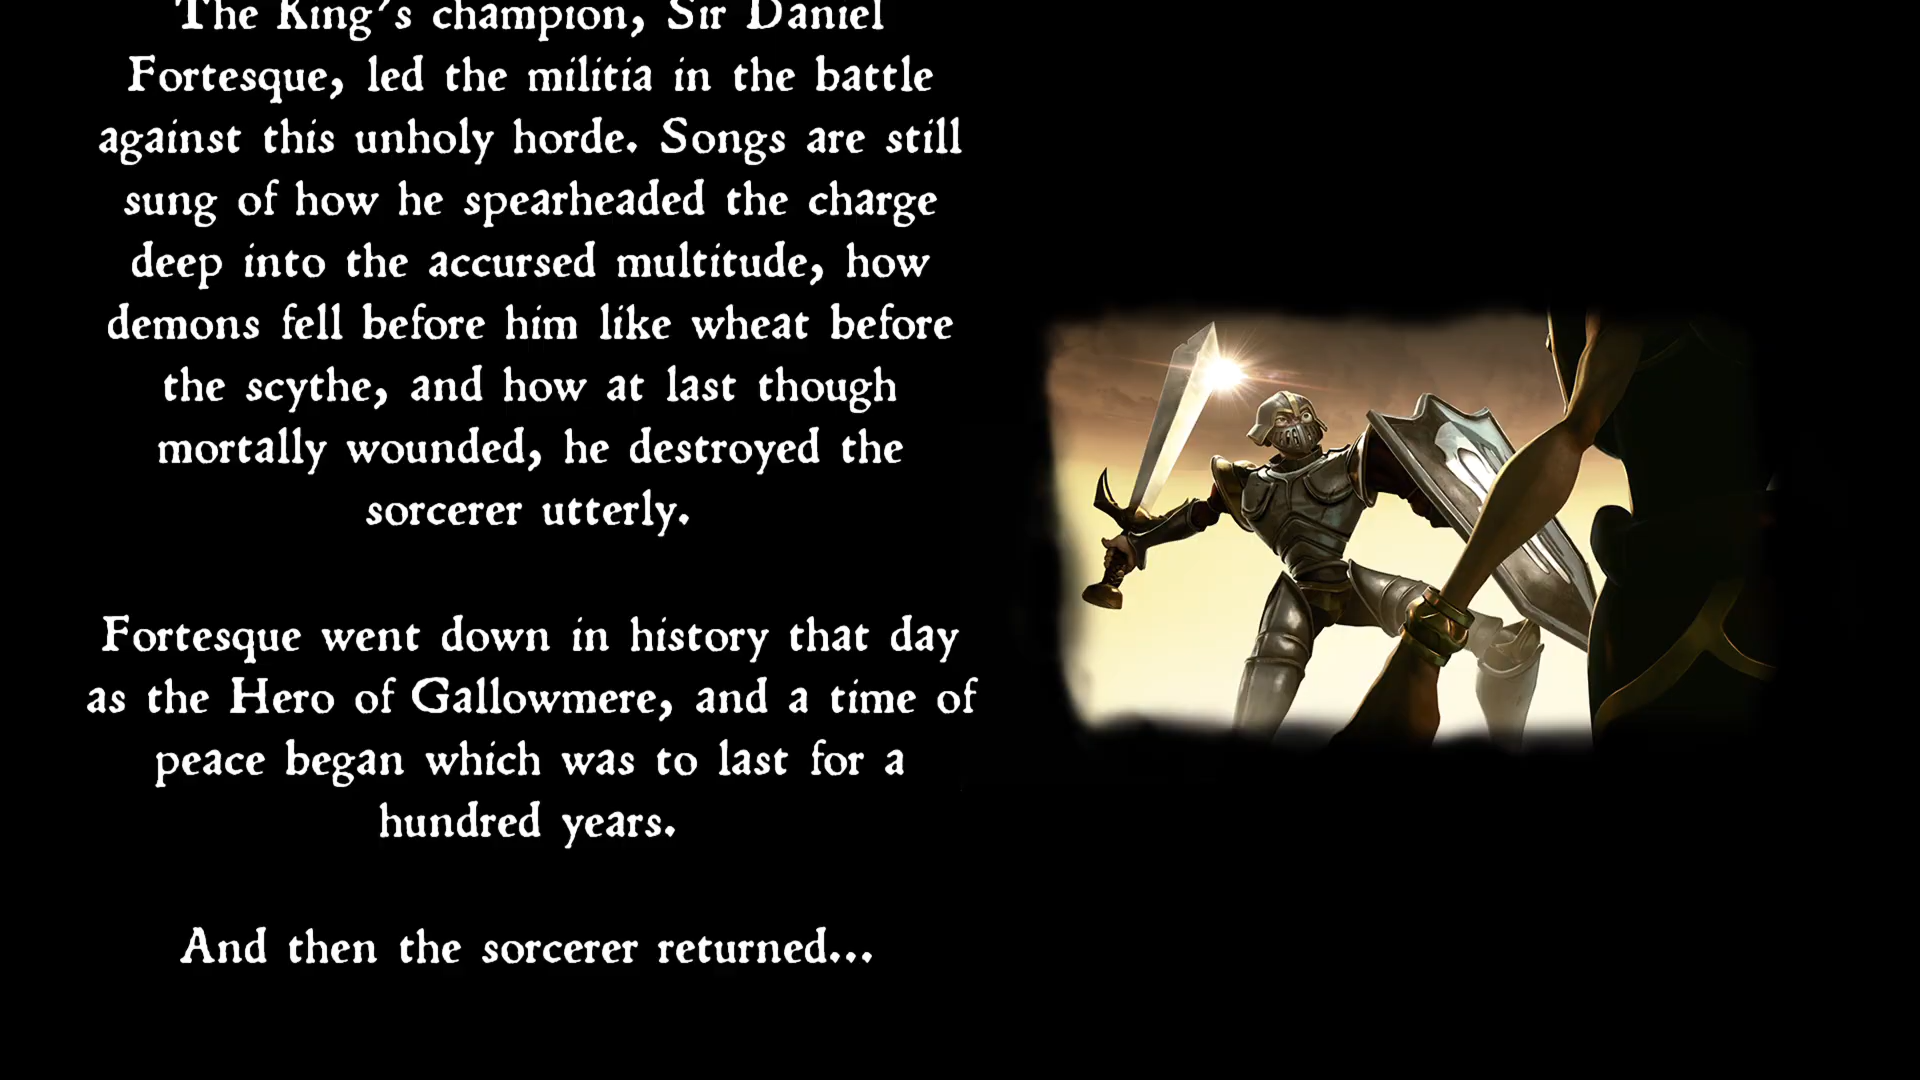 The King's champion, Sir Daniel
Fortesque, led the militia in the battle
against this unholy horde. Songs are still
sung of how he spearheaded the charge
deep into the accursed multitude, how
demons fell before him like wheat before
the scythe, and how at last though
mortally wounded, he destroyed the
sorcerer utterly.
Fortesque went down in history that day
as the Hero of Gallowmere, and a time of
peace began which was to last for a
hundred years.
And then the sorcerer returned...